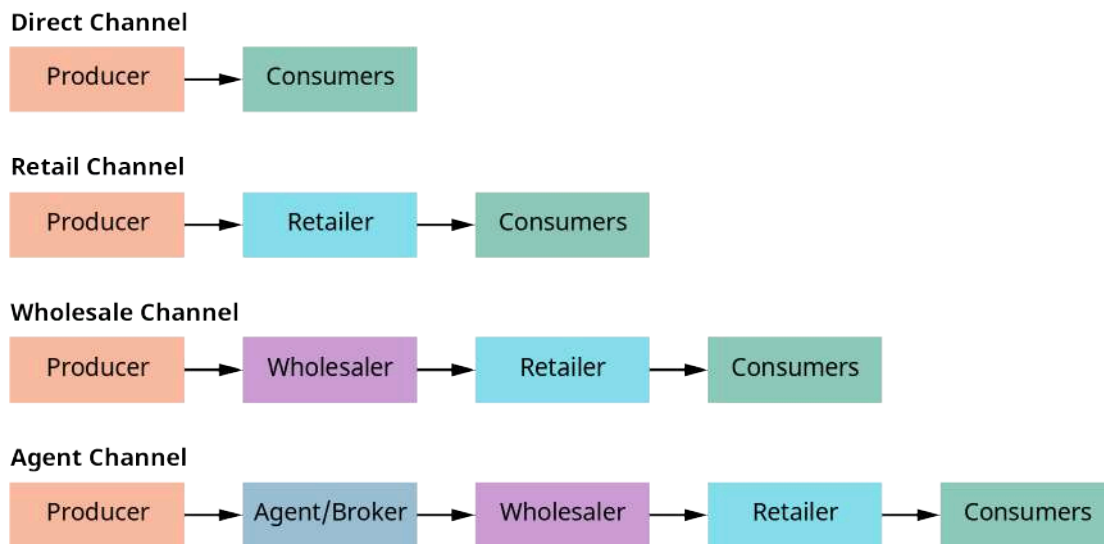 Direct Channel
Producer Consumers
Retail Channel
Producer Retailer Consumers
Wholesale Channel
Producer Wholesaler Retailer Consumers
Agent Channel
Producer Agent/Broker Wholesaler Retailer Consumers